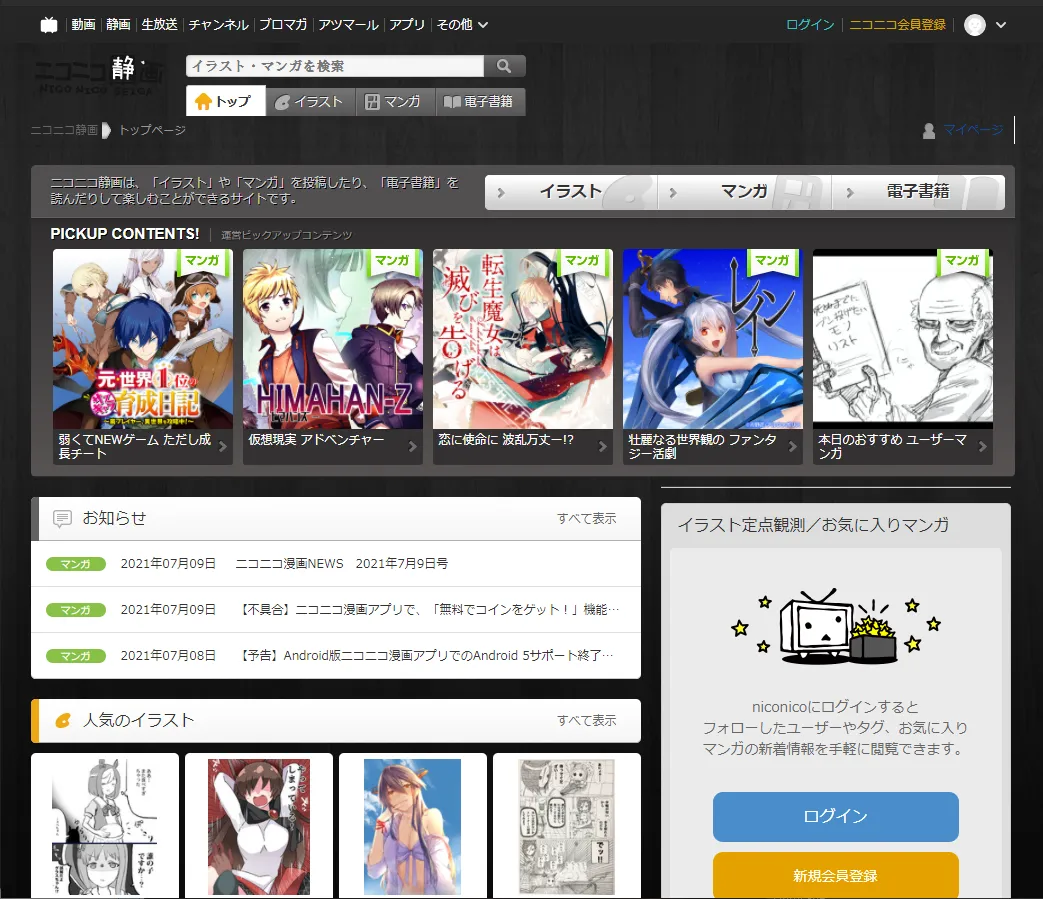 動画 静画 生放送 チャンネル ブロマガ アツマール アプリ その他
ログイン ニコニコ会員登録
ニコニコ静画
NICO NICO SEIGA
イラスト・マンガを検索
トップ イラスト マンガ 電子書籍
ニコニコ静画 トップページ
マイページ
ニコニコ静画は、「イラスト」や「マンガ」を投稿したり、「電子書籍」を
読んだりして楽しむことができるサイトです。
イラスト マンガ 電子書籍
PICKUP CONTENTS! 運営ピックアップコンテンツ
マンガ
元・世界1位の
育成日記
弱くてNEWゲーム ただし成
長チート
マンガ
HIMAHAN-Z
仮想現実 アドベンチャー
マンガ
転生魔女は
滅びを
告げる
恋に使命に 波乱万丈ー!?
マンガ
レイン
壮麗なる世界観の ファンタ
ジー活劇
マンガ
モノ
リスト
本日のおすすめ ユーザーマ
ンガ
お知らせ
すべて表示
マンガ 2021年07月09日 ニコニコ漫画NEWS 2021年7月9日号
マンガ 2021年07月09日 【不具合】ニコニコ漫画アプリで、「無料でコインをゲット！」機能…
マンガ 2021年07月08日 【予告】Android版ニコニコ漫画アプリでのAndroid 5サポート終了…
人気のイラスト
すべて表示
誰の子
ですか…？
しまっている
イラスト定点観測／お気に入りマンガ
niconicoにログインすると
フォローしたユーザーやタグ、お気に入り
マンガの新着情報を手軽に閲覧できます。
ログイン
新規会員登録